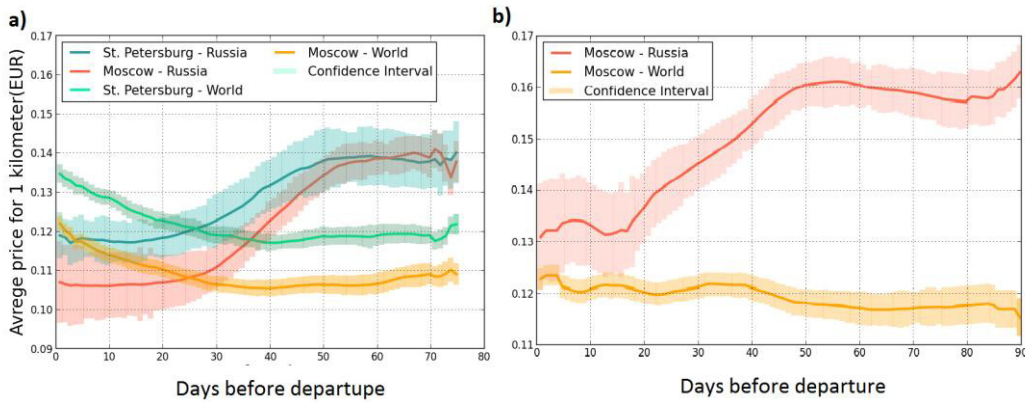 a)
Avrege price for 1 kilometer(EUR)
0.17
0.16
0.15
0.14
0.13
0.12
0.11
0.10
0.09
St. Petersburg - Russia
Moscow - Russia
St. Petersburg - World
Moscow - World
Confidence Interval
0 10 20 30 40 50 60 70 80
Days before departupe
b)
0.17
0.16
0.15
0.14
0.13
0.12
0.11
Moscow - Russia
Moscow - World
Confidence Interval
0 10 20 30 40 50 60 70 80 90
Days before departure